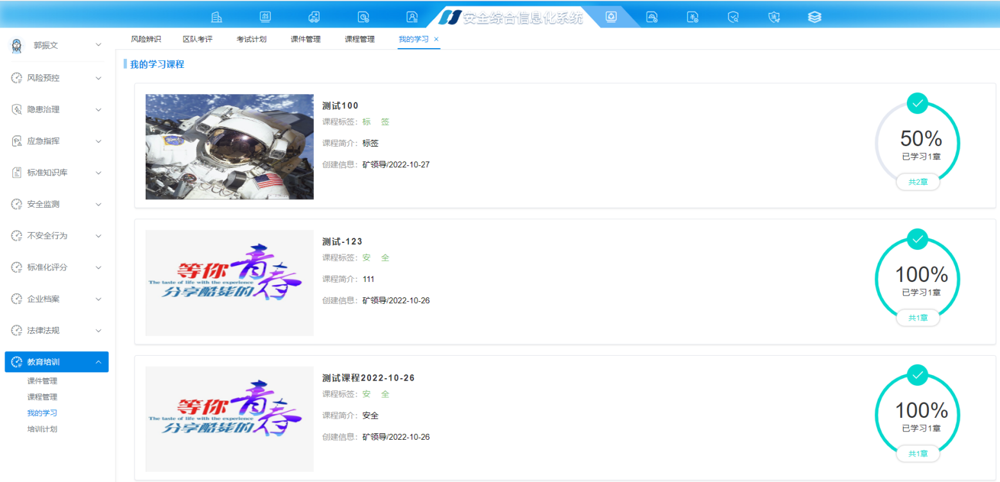 安全综合信息化系统
郭振文
风险预控
隐患治理
应急指挥
标准知识库
安全监测
不安全行为
标准化评分
企业档案
法律法规
教育培训
课件管理
课程管理
我的学习
培训计划
风险辨识 区队考评 考试计划 课件管理 课程管理 我的学习 ×
我的学习课程
测试100
课程标签：标 签
课程简介：标签
创建信息：矿领导/2022-10-27
50%
已学习1章
共2章
等你青春
The taste of life with the experience
分享酷毙的
测试-123
课程标签：安 全
课程简介：111
创建信息：矿领导/2022-10-26
100%
已学习1章
共1章
等你青春
The taste of life with the experience
分享酷毙的
测试课程2022-10-26
课程标签：安 全
课程简介：安全
创建信息：矿领导/2022-10-26
100%
已学习1章
共1章